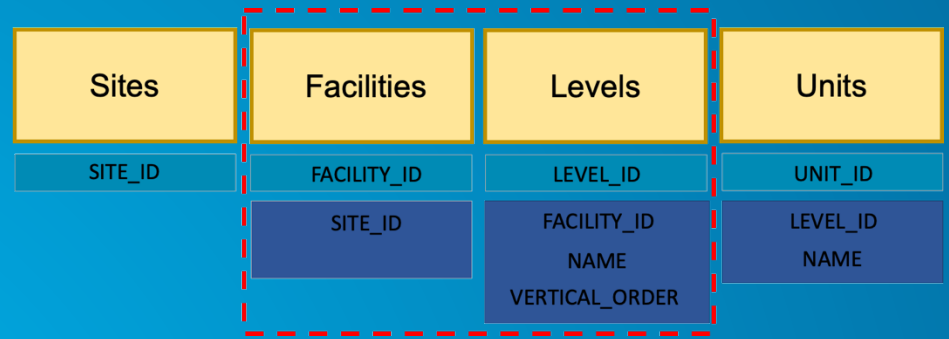 Sites
Facilities
Levels
Units
SITE_ID
FACILITY_ID
LEVEL_ID
UNIT_ID
SITE_ID
FACILITY_ID
LEVEL_ID
NAME
NAME
VERTICAL_ORDER